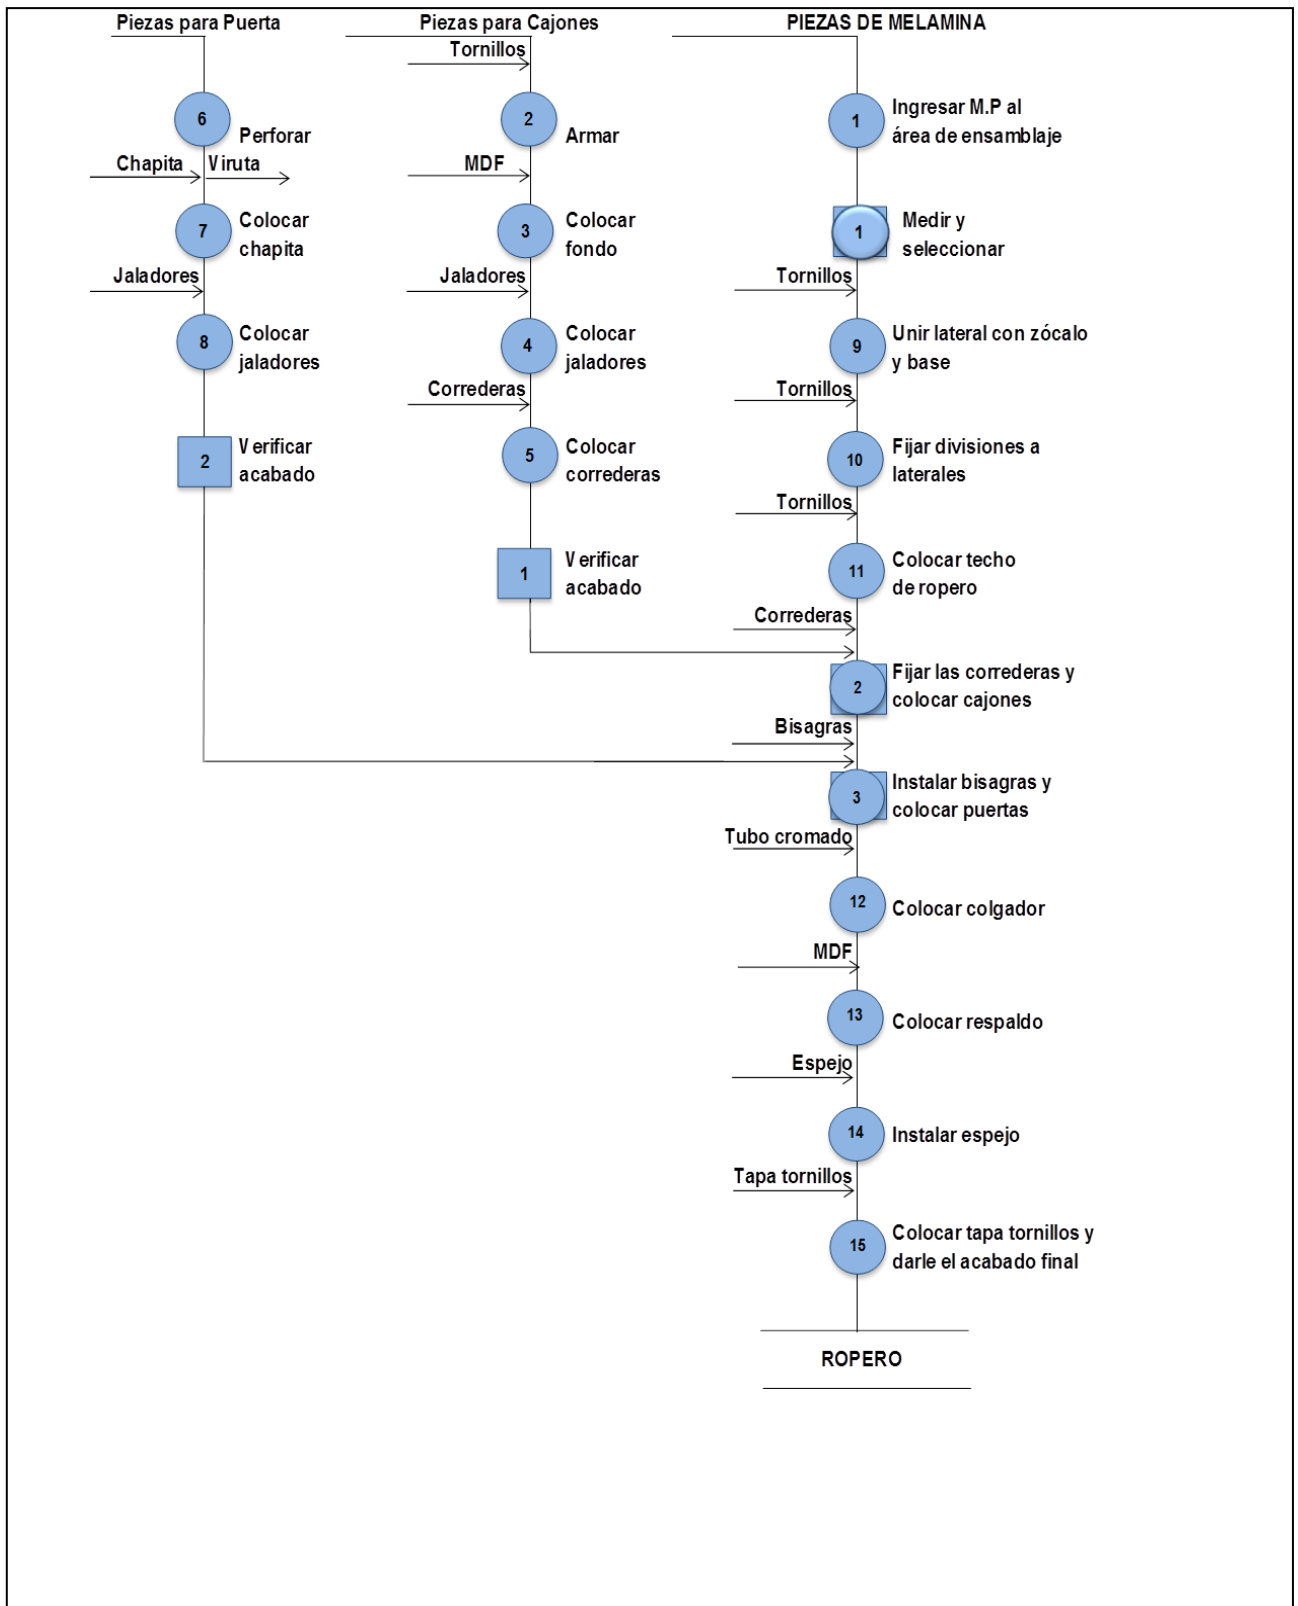 Piezas para Puerta
Piezas para Cajones
PIEZAS DE MELAMINA
Tornillos
6
Perforar
2
Armar
1
Ingresar M.P al
área de ensamblaje
Chapita
Viruta
MDF
7
Colocar
chapita
3
Colocar
fondo
1
Medir y
seleccionar
Jaladores
Jaladores
Tornillos
8
Colocar
jaladores
4
Colocar
jaladores
9
Unir lateral con zócalo
y base
Correderas
Tornillos
2
Verificar
acabado
5
Colocar
correderas
10
Fijar divisiones a
laterales
Tornillos
1
Verificar
acabado
11
Colocar techo
de ropero
Correderas
2
Fijar las correderas y
colocar cajones
Bisagras
3
Instalar bisagras y
colocar puertas
Tubo cromado
12
Colocar colgador
MDF
13
Colocar respaldo
Espejo
14
Instalar espejo
Tapa tornillos
15
Colocar tapa tornillos y
darle el acabado final
ROPERO